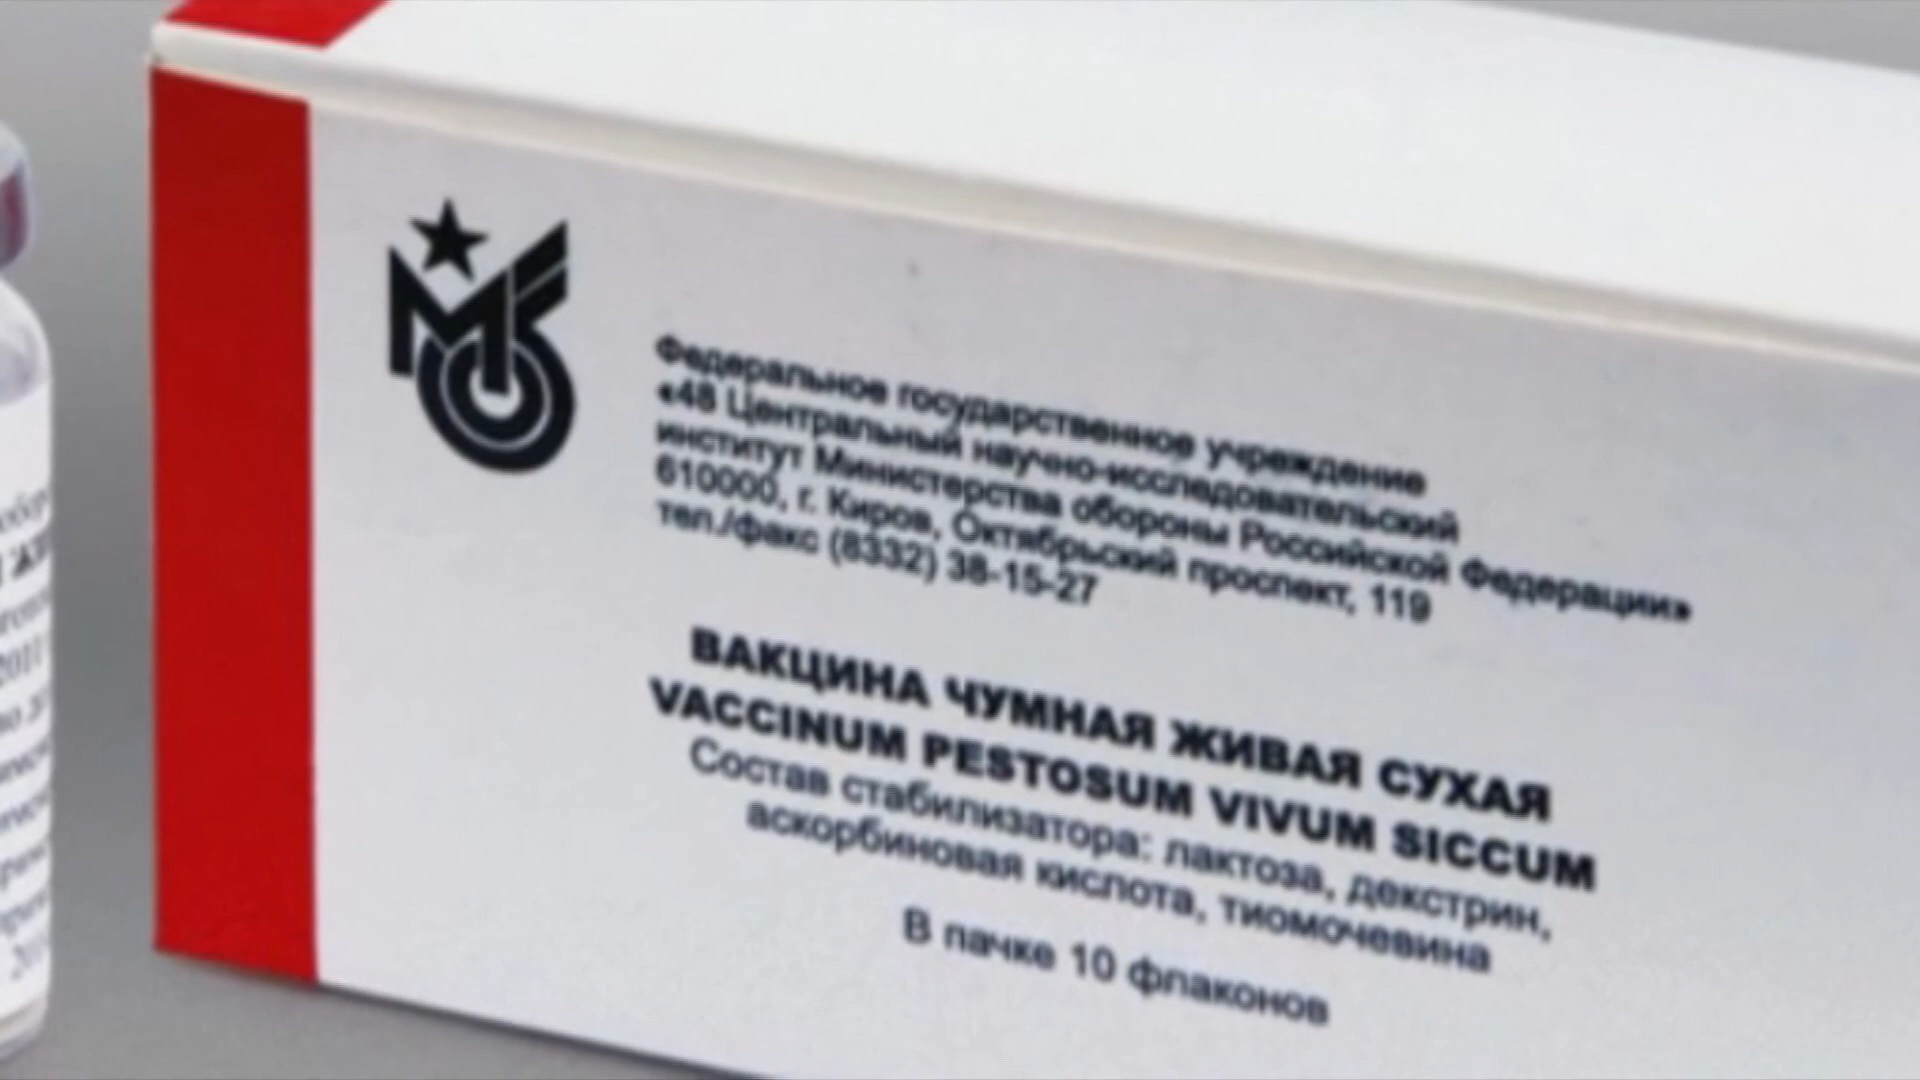 Федеральное государственное учреждение
«48 Центральный научно-исследовательский
институт Министерства обороны Российской Федерации»
610000, г. Киров, Октябрьский проспект, 119
тел./факс (8332) 38-15-27
ВАКЦИНА ЧУМНАЯ ЖИВАЯ СУХАЯ
VACCINUM PESTOSUM VIVUM SICCUM
Состав стабилизатора: лактоза, декстрин,
аскорбиновая кислота, тиомочевина
В пачке 10 флаконов